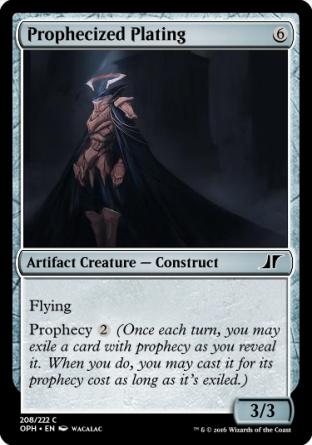 Prophecized Plating 6
Artifact Creature — Construct
Flying
Prophecy 2 (Once each turn, you may
exile a card with prophecy as you reveal
it. When you do, you may cast it for its
prophecy cost as long as it's exiled.)
3/3
208/222 C
OPH • EN WACALAC
™ & © 2016 Wizards of the Coast